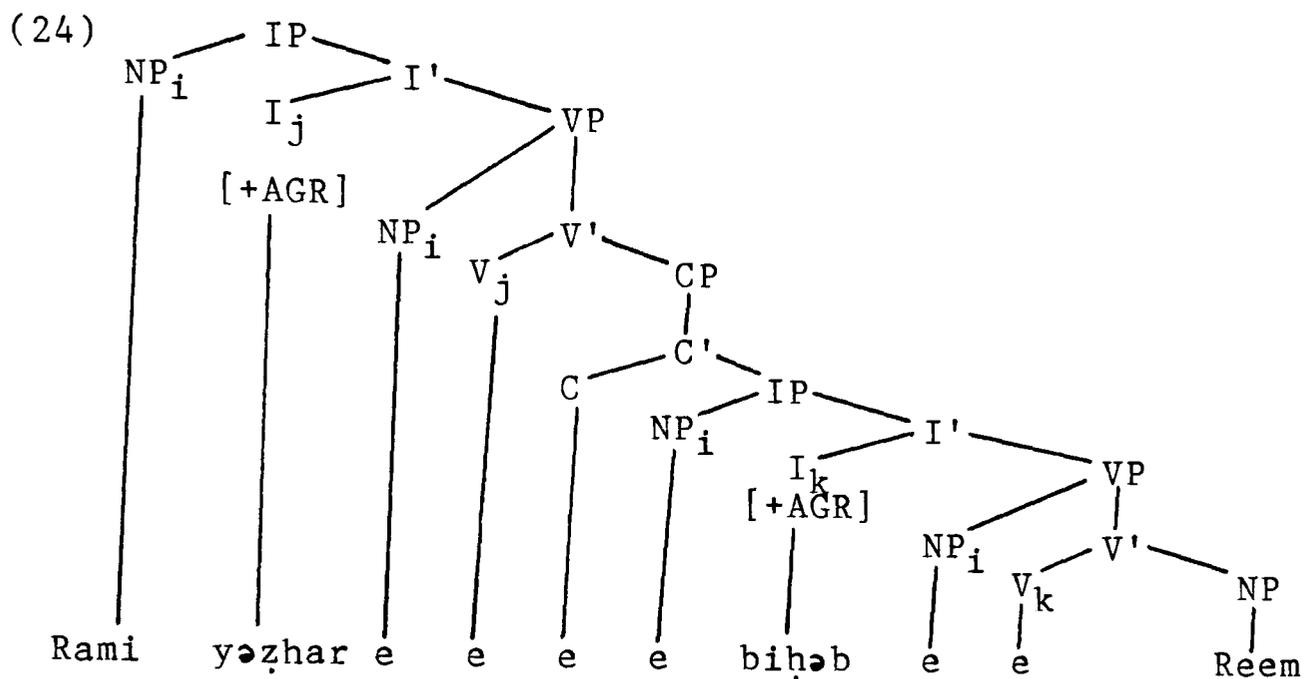 (24) IP
NPi I'
Ij VP
[+AGR]
NPi V'
Vj CP
C'
C IP
NPi I'
Ik VP
[+AGR]
NPi V'
Vk NP
Rami yəẓhar e e e e biḥəb e e Reem